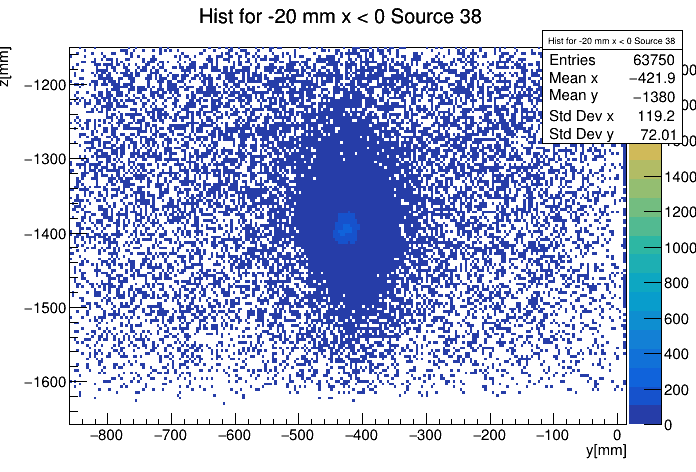 Hist for -20 mm x < 0 Source 38
z[mm]
Hist for -20 mm x < 0 Source 38
Entries 63750
Mean x −421.9
Mean y −1380
Std Dev x 119.2
Std Dev y 72.01
−1200
−1300
−1400
−1500
−1600
1400
1200
1000
800
600
400
200
0
−800 −700 −600 −500 −400 −300 −200 −100 0
y[mm]